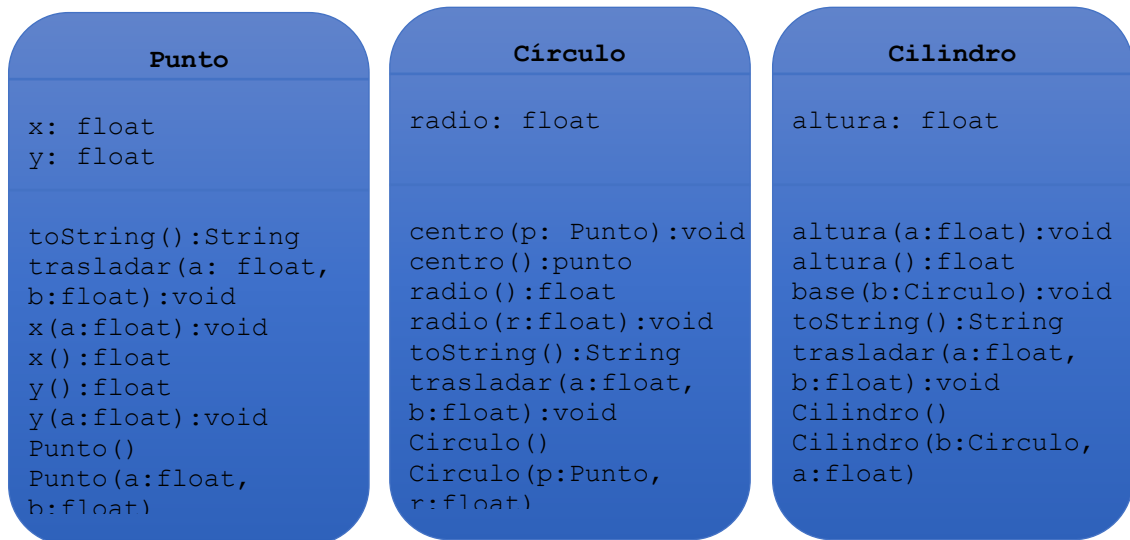 Punto
x: float
y: float
toString():String
trasladar(a: float,
b:float):void
x(a:float):void
x():float
y():float
y(a:float):void
Punto()
Punto(a:float,
b:float)
Círculo
radio: float
centro(p: Punto):void
centro():punto
radio():float
radio(r:float):void
toString():String
trasladar(a:float,
b:float):void
Circulo()
Circulo(p:Punto,
r:float)
Cilindro
altura: float
altura(a:float):void
altura():float
base(b:Circulo):void
toString():String
trasladar(a:float,
b:float):void
Cilindro()
Cilindro(b:Circulo,
a:float)